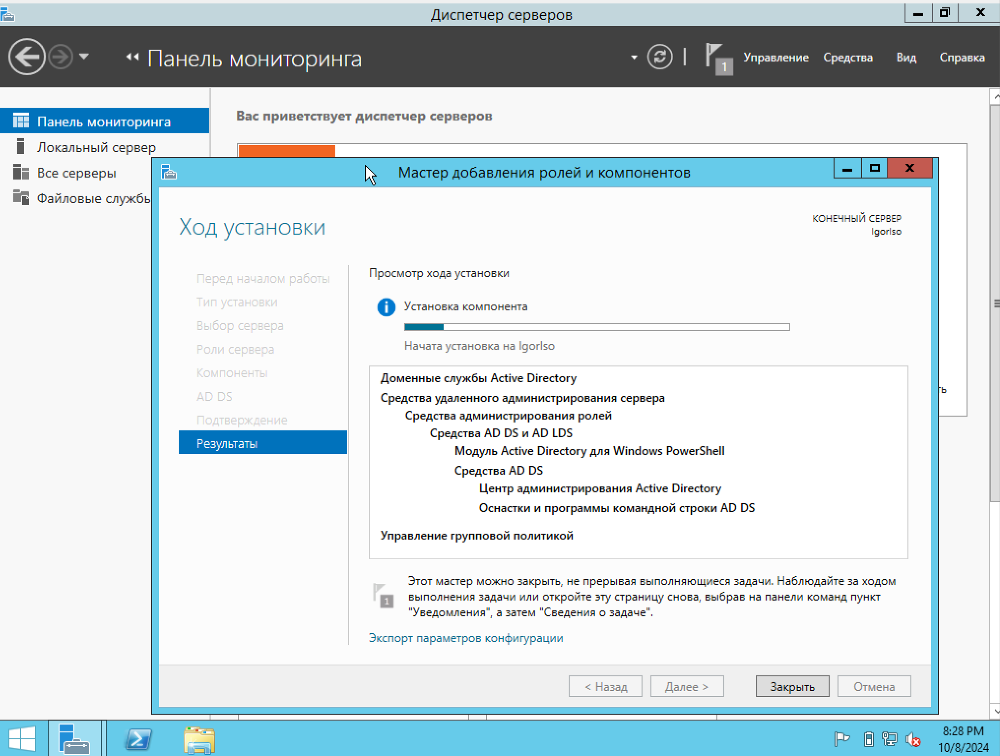 Диспетчер серверов
Панель мониторинга
1
Управление
Средства
Вид
Справка
Панель мониторинга
Локальный сервер
Все серверы
Файловые службы
Вас приветствует диспетчер серверов
Мастер добавления ролей и компонентов
Ход установки
КОНЕЧНЫЙ СЕРВЕР
IgorIso
Перед началом работы
Тип установки
Выбор сервера
Роли сервера
Компоненты
AD DS
Подтверждение
Результаты
Просмотр хода установки
Установка компонента
Начата установка на IgorIso
Доменные службы Active Directory
Средства удаленного администрирования сервера
Средства администрирования ролей
Средства AD DS и AD LDS
Модуль Active Directory для Windows PowerShell
Средства AD DS
Центр администрирования Active Directory
Оснастки и программы командной строки AD DS
Управление групповой политикой
1
Этот мастер можно закрыть, не прерывая выполняющиеся задачи. Наблюдайте за ходом
выполнения задачи или откройте эту страницу снова, выбрав на панели команд пункт
"Уведомления", а затем "Сведения о задаче".
Экспорт параметров конфигурации
< Назад
Далее >
Закрыть
Отмена
8:28 PM
10/8/2024